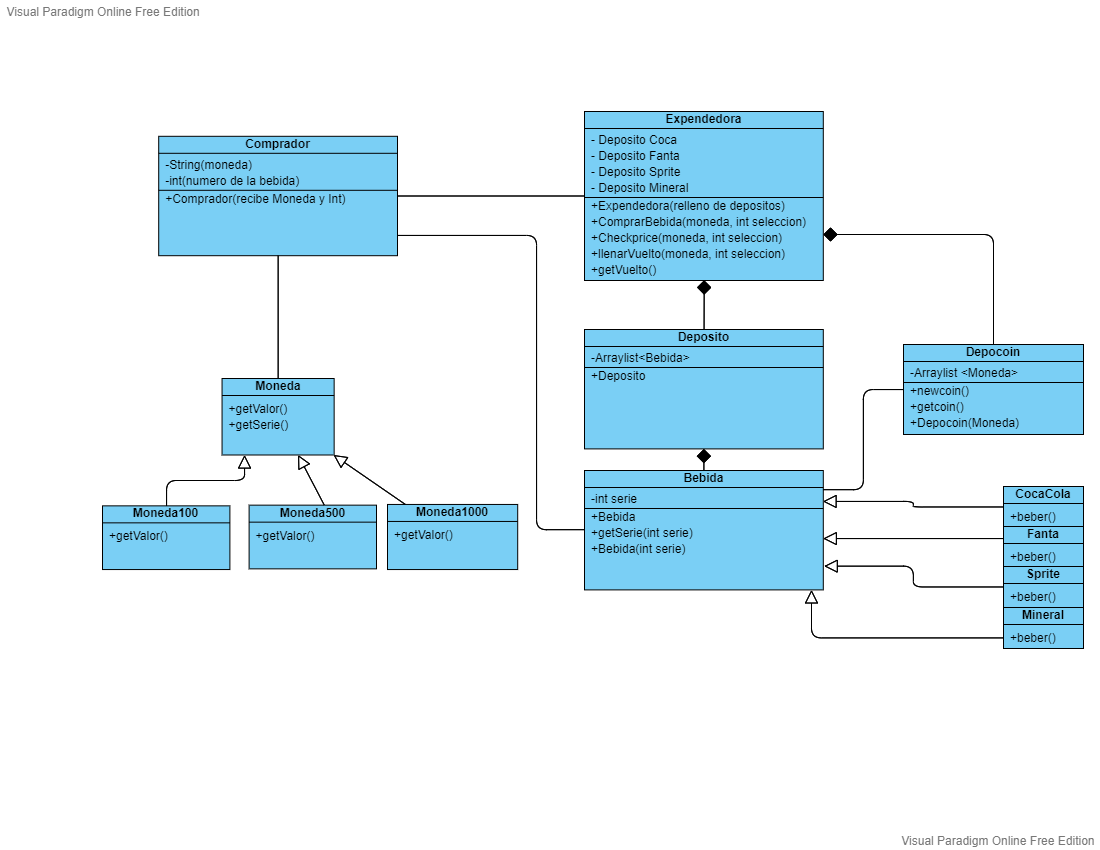 Visual Paradigm Online Free Edition
Comprador
-String(moneda)
-int(numero de la bebida)
+Comprador(recibe Moneda y Int)
Expendedora
- Deposito Coca
- Deposito Fanta
- Deposito Sprite
- Deposito Mineral
+Expendedora(relleno de depositos)
+ComprarBebida(moneda, int seleccion)
+Checkprice(moneda, int seleccion)
+llenarVuelto(moneda, int seleccion)
+getVuelto()
Deposito
-Arraylist<Bebida>
+Deposito
Depocoin
-Arraylist <Moneda>
+newcoin()
+getcoin()
+Depocoin(Moneda)
Moneda
+getValor()
+getSerie()
Moneda100
+getValor()
Moneda500
+getValor()
Moneda1000
+getValor()
Bebida
-int serie
+Bebida
+getSerie(int serie)
+Bebida(int serie)
CocaCola
+beber()
Fanta
+beber()
Sprite
+beber()
Mineral
+beber()
Visual Paradigm Online Free Edition